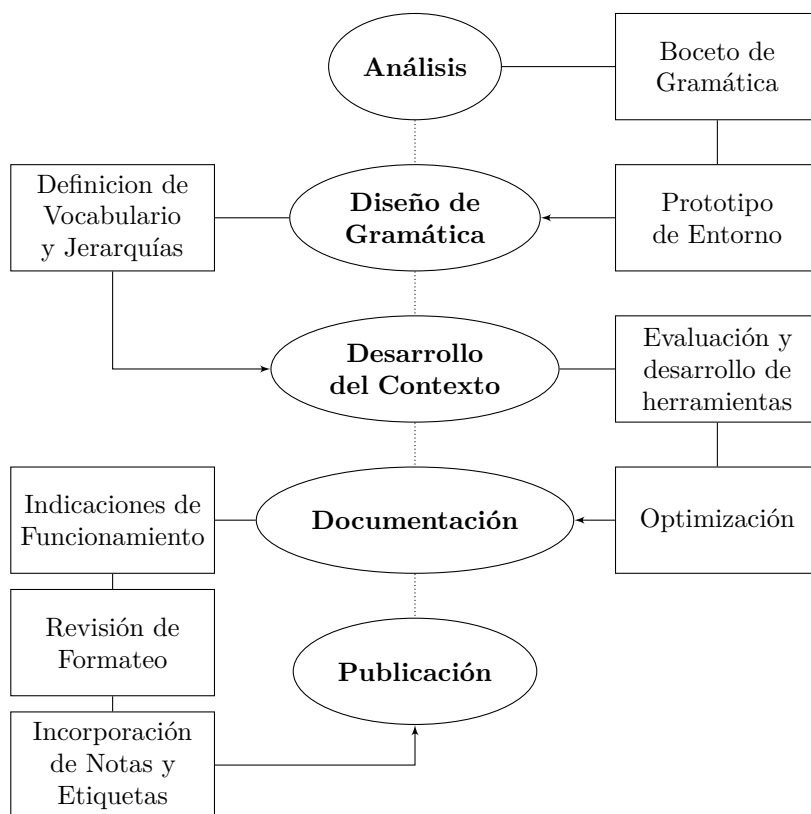 Análisis
Boceto de
Gramática
Definicion de
Vocabulario
y Jerarquías
Diseño de
Gramática
Prototipo
de Entorno
Desarrollo
del Contexto
Evaluación y
desarrollo de
herramientas
Indicaciones de
Funcionamiento
Documentación
Optimización
Revisión de
Formateo
Publicación
Incorporación
de Notas y
Etiquetas